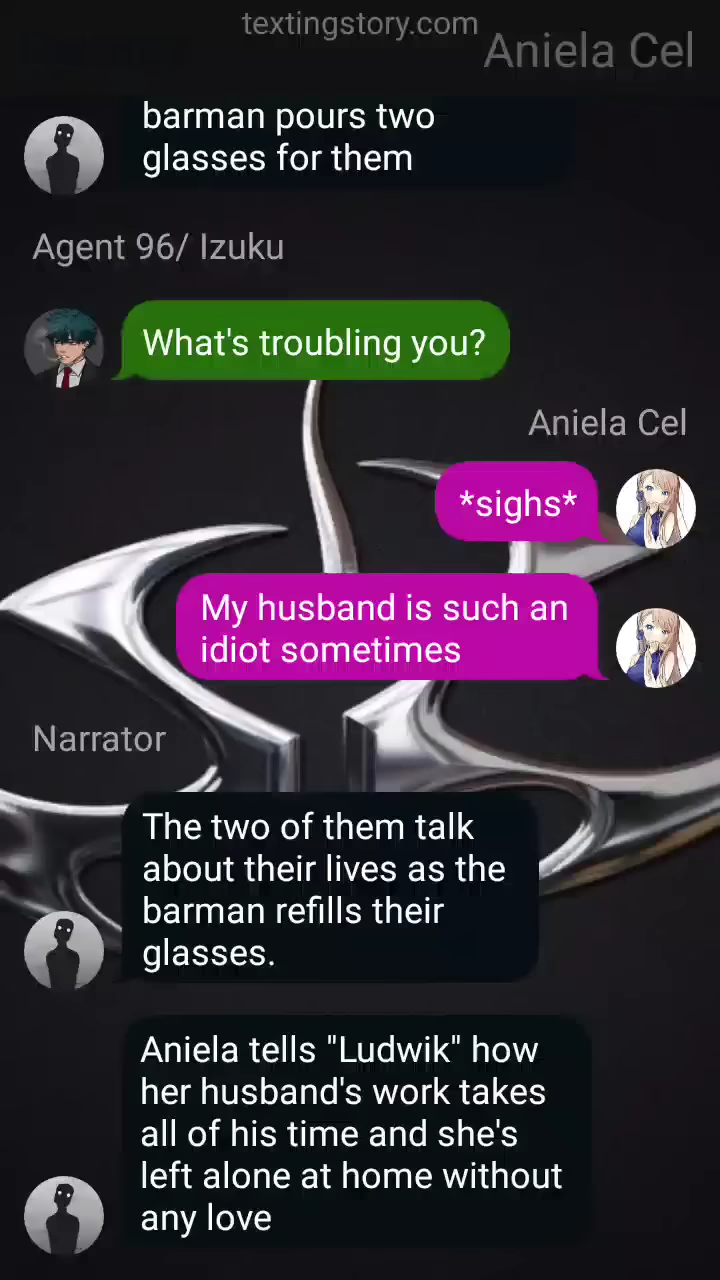 textingstory.com
Aniela Cel
barman pours two
glasses for them
Agent 96/ Izuku
What's troubling you?
Aniela Cel
*sighs*
My husband is such an
idiot sometimes
Narrator
The two of them talk
about their lives as the
barman refills their
glasses.
Aniela tells "Ludwik" how
her husband's work takes
all of his time and she's
left alone at home without
any love